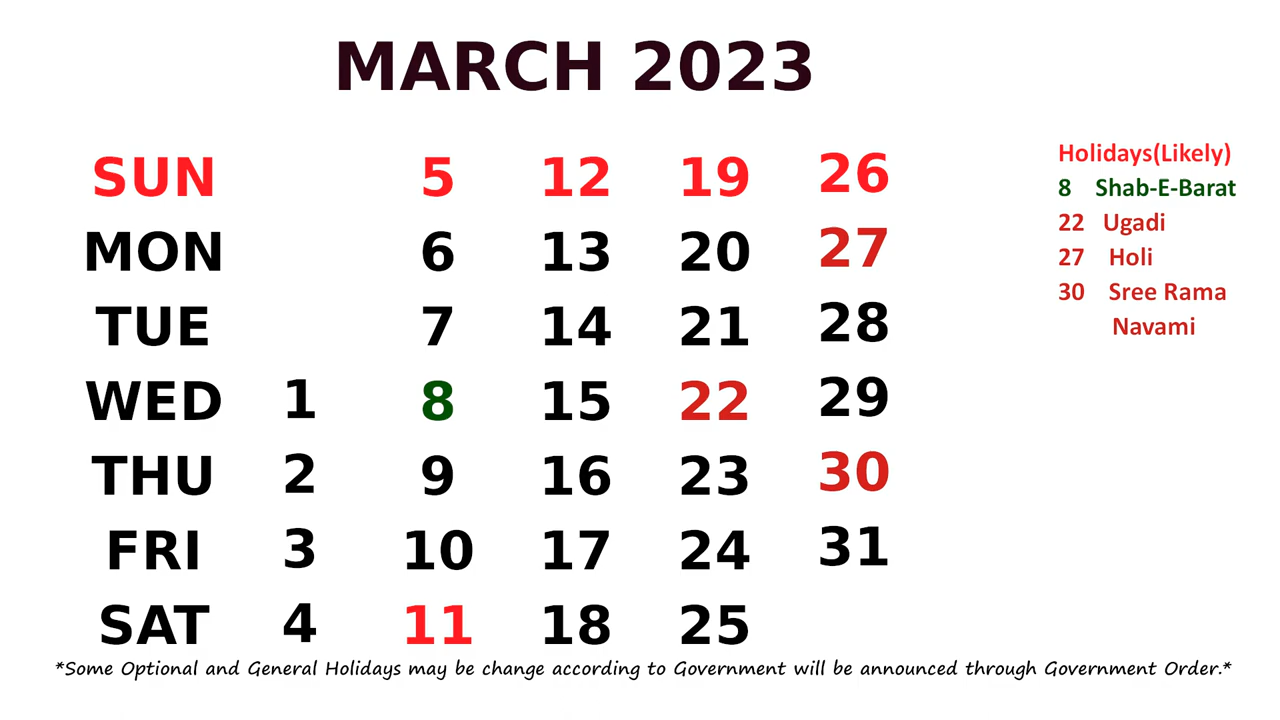 MARCH 2023
SUN 5 12 19 26
MON 6 13 20 27
TUE 7 14 21 28
WED 1 8 15 22 29
THU 2 9 16 23 30
FRI 3 10 17 24 31
SAT 4 11 18 25
Holidays(Likely)
8 Shab-E-Barat
22 Ugadi
27 Holi
30 Sree Rama
Navami
*Some Optional and General Holidays may be change according to Government will be announced through Government Order.*